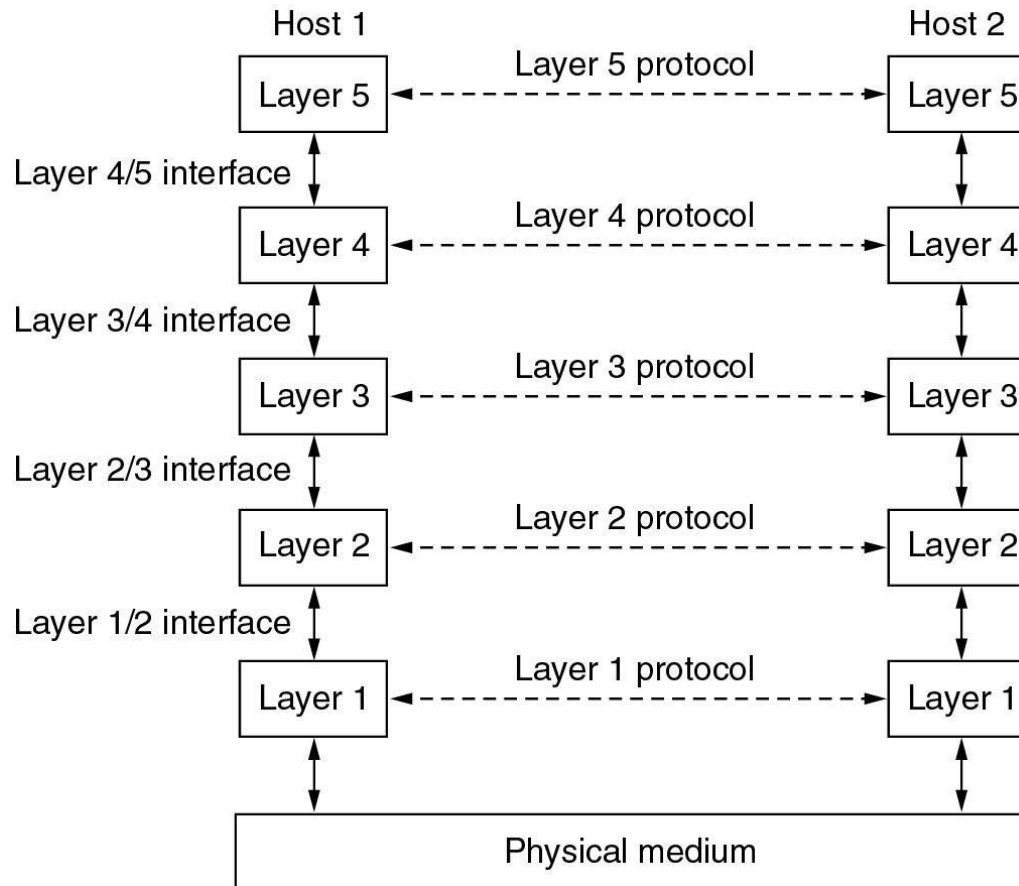 Host 1
Host 2
Layer 5
Layer 5 protocol
Layer 5
Layer 4/5 interface
Layer 4
Layer 4 protocol
Layer 4
Layer 3/4 interface
Layer 3
Layer 3 protocol
Layer 3
Layer 2/3 interface
Layer 2
Layer 2 protocol
Layer 2
Layer 1/2 interface
Layer 1
Layer 1 protocol
Layer 1
Physical medium